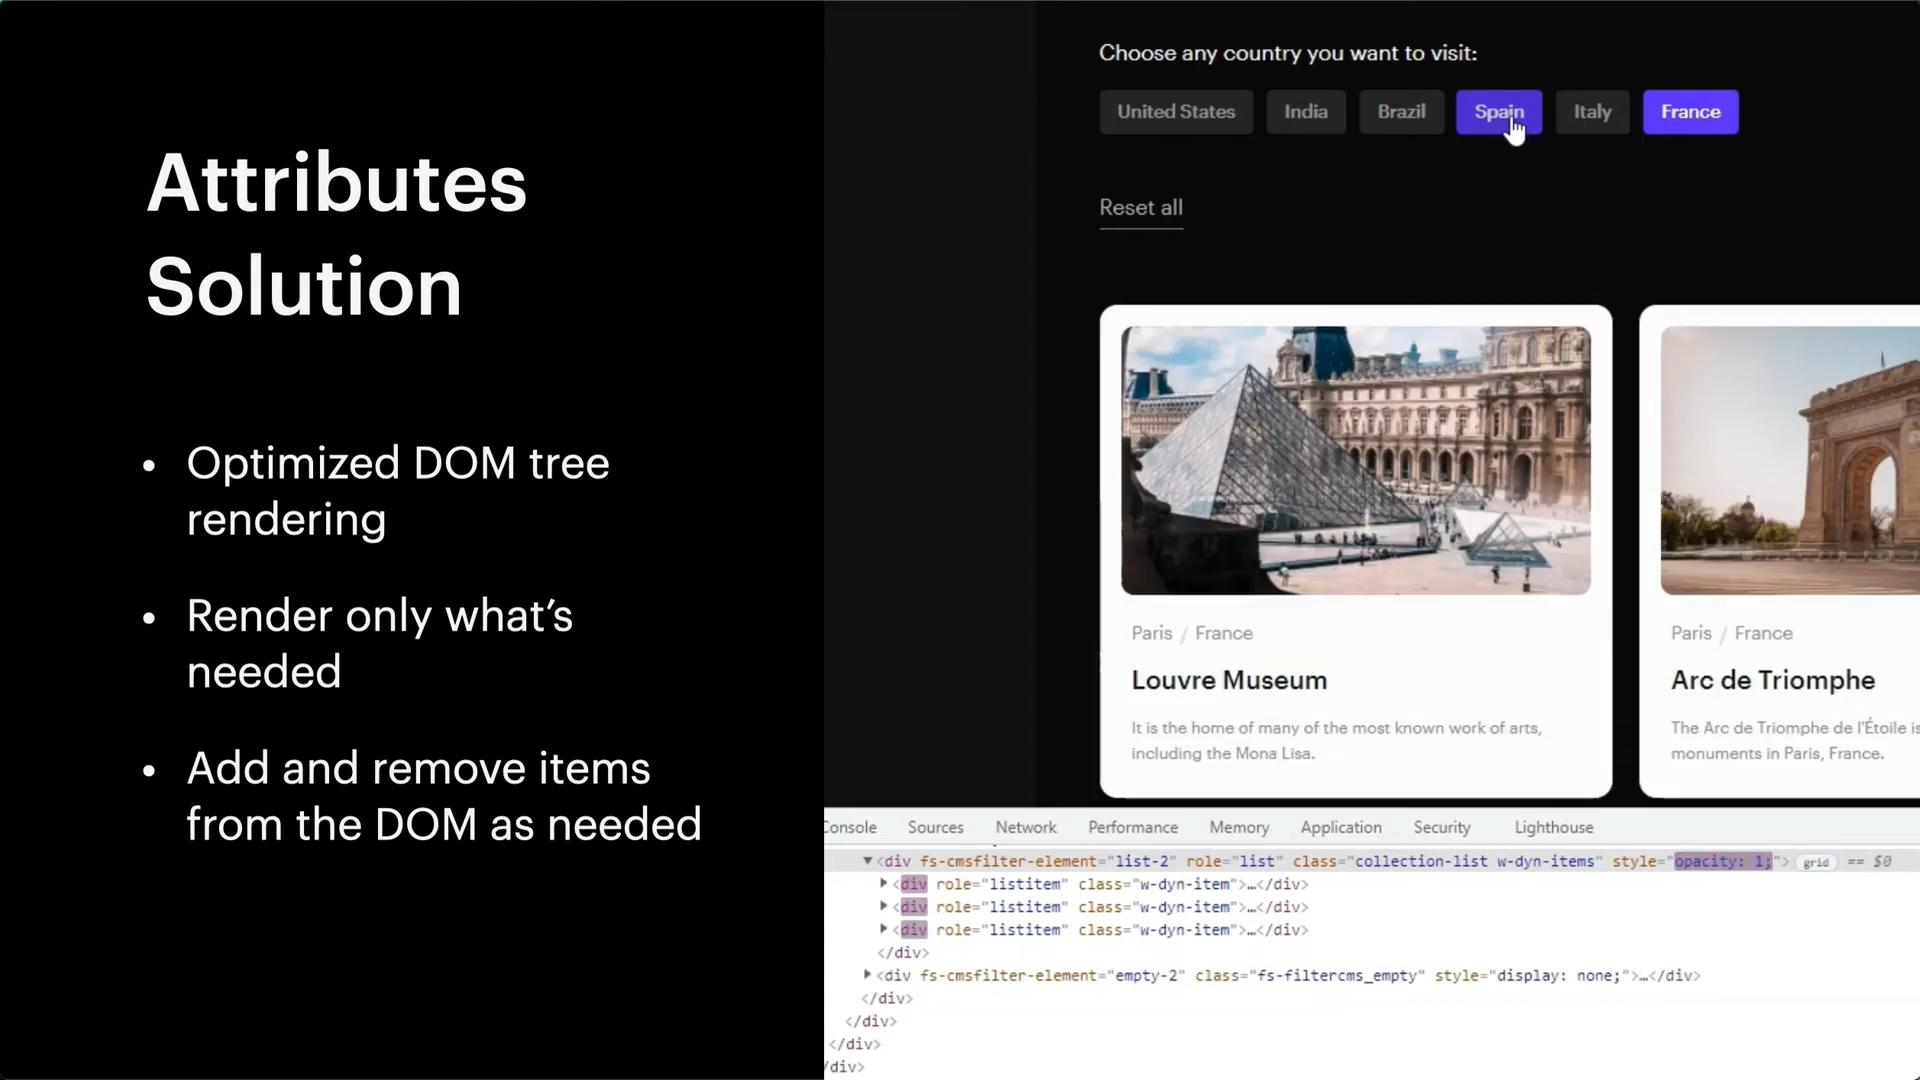 Attributes
Solution
• Optimized DOM tree
rendering
• Render only what's
needed
• Add and remove items
from the DOM as needed
Choose any country you want to visit:
United States India Brazil Spain Italy France
Reset all
Paris / France
Louvre Museum
It is the home of many of the most known work of arts,
including the Mona Lisa.
Paris / France
Arc de Triomphe
The Arc de Triomphe de l'Étoile is
monuments in Paris, France.
Console Sources Network Performance Memory Application Security Lighthouse
▼<div fs-cmsfilter-element="list-2" role="list" class="collection-list w-dyn-items" style="opacity: 1;"> grid == $0
▶<div role="listitem" class="w-dyn-item">…</div>
▶<div role="listitem" class="w-dyn-item">…</div>
▶<div role="listitem" class="w-dyn-item">…</div>
</div>
▶<div fs-cmsfilter-element="empty-2" class="fs-filtercms_empty" style="display: none;">…</div>
</div>
</div>
</div>
/div>